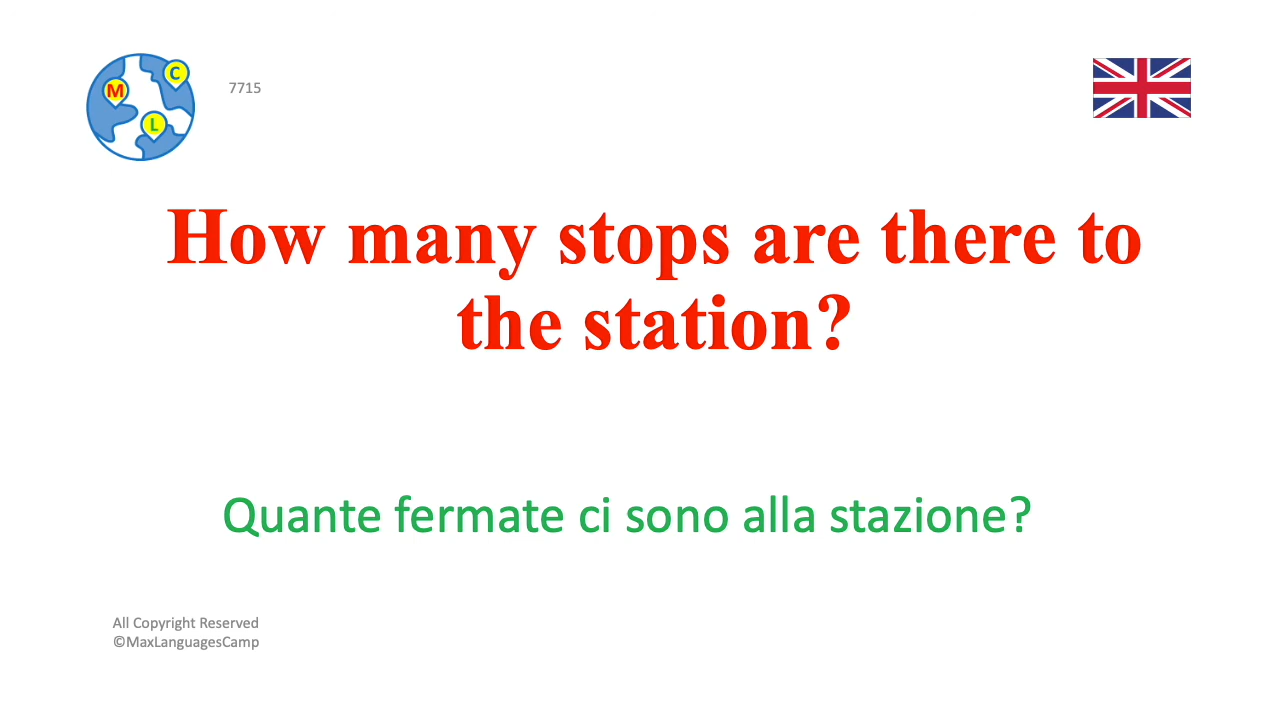 M
C
L
7715
How many stops are there to
the station?
Quante fermate ci sono alla stazione?
All Copyright Reserved
©MaxLanguagesCamp